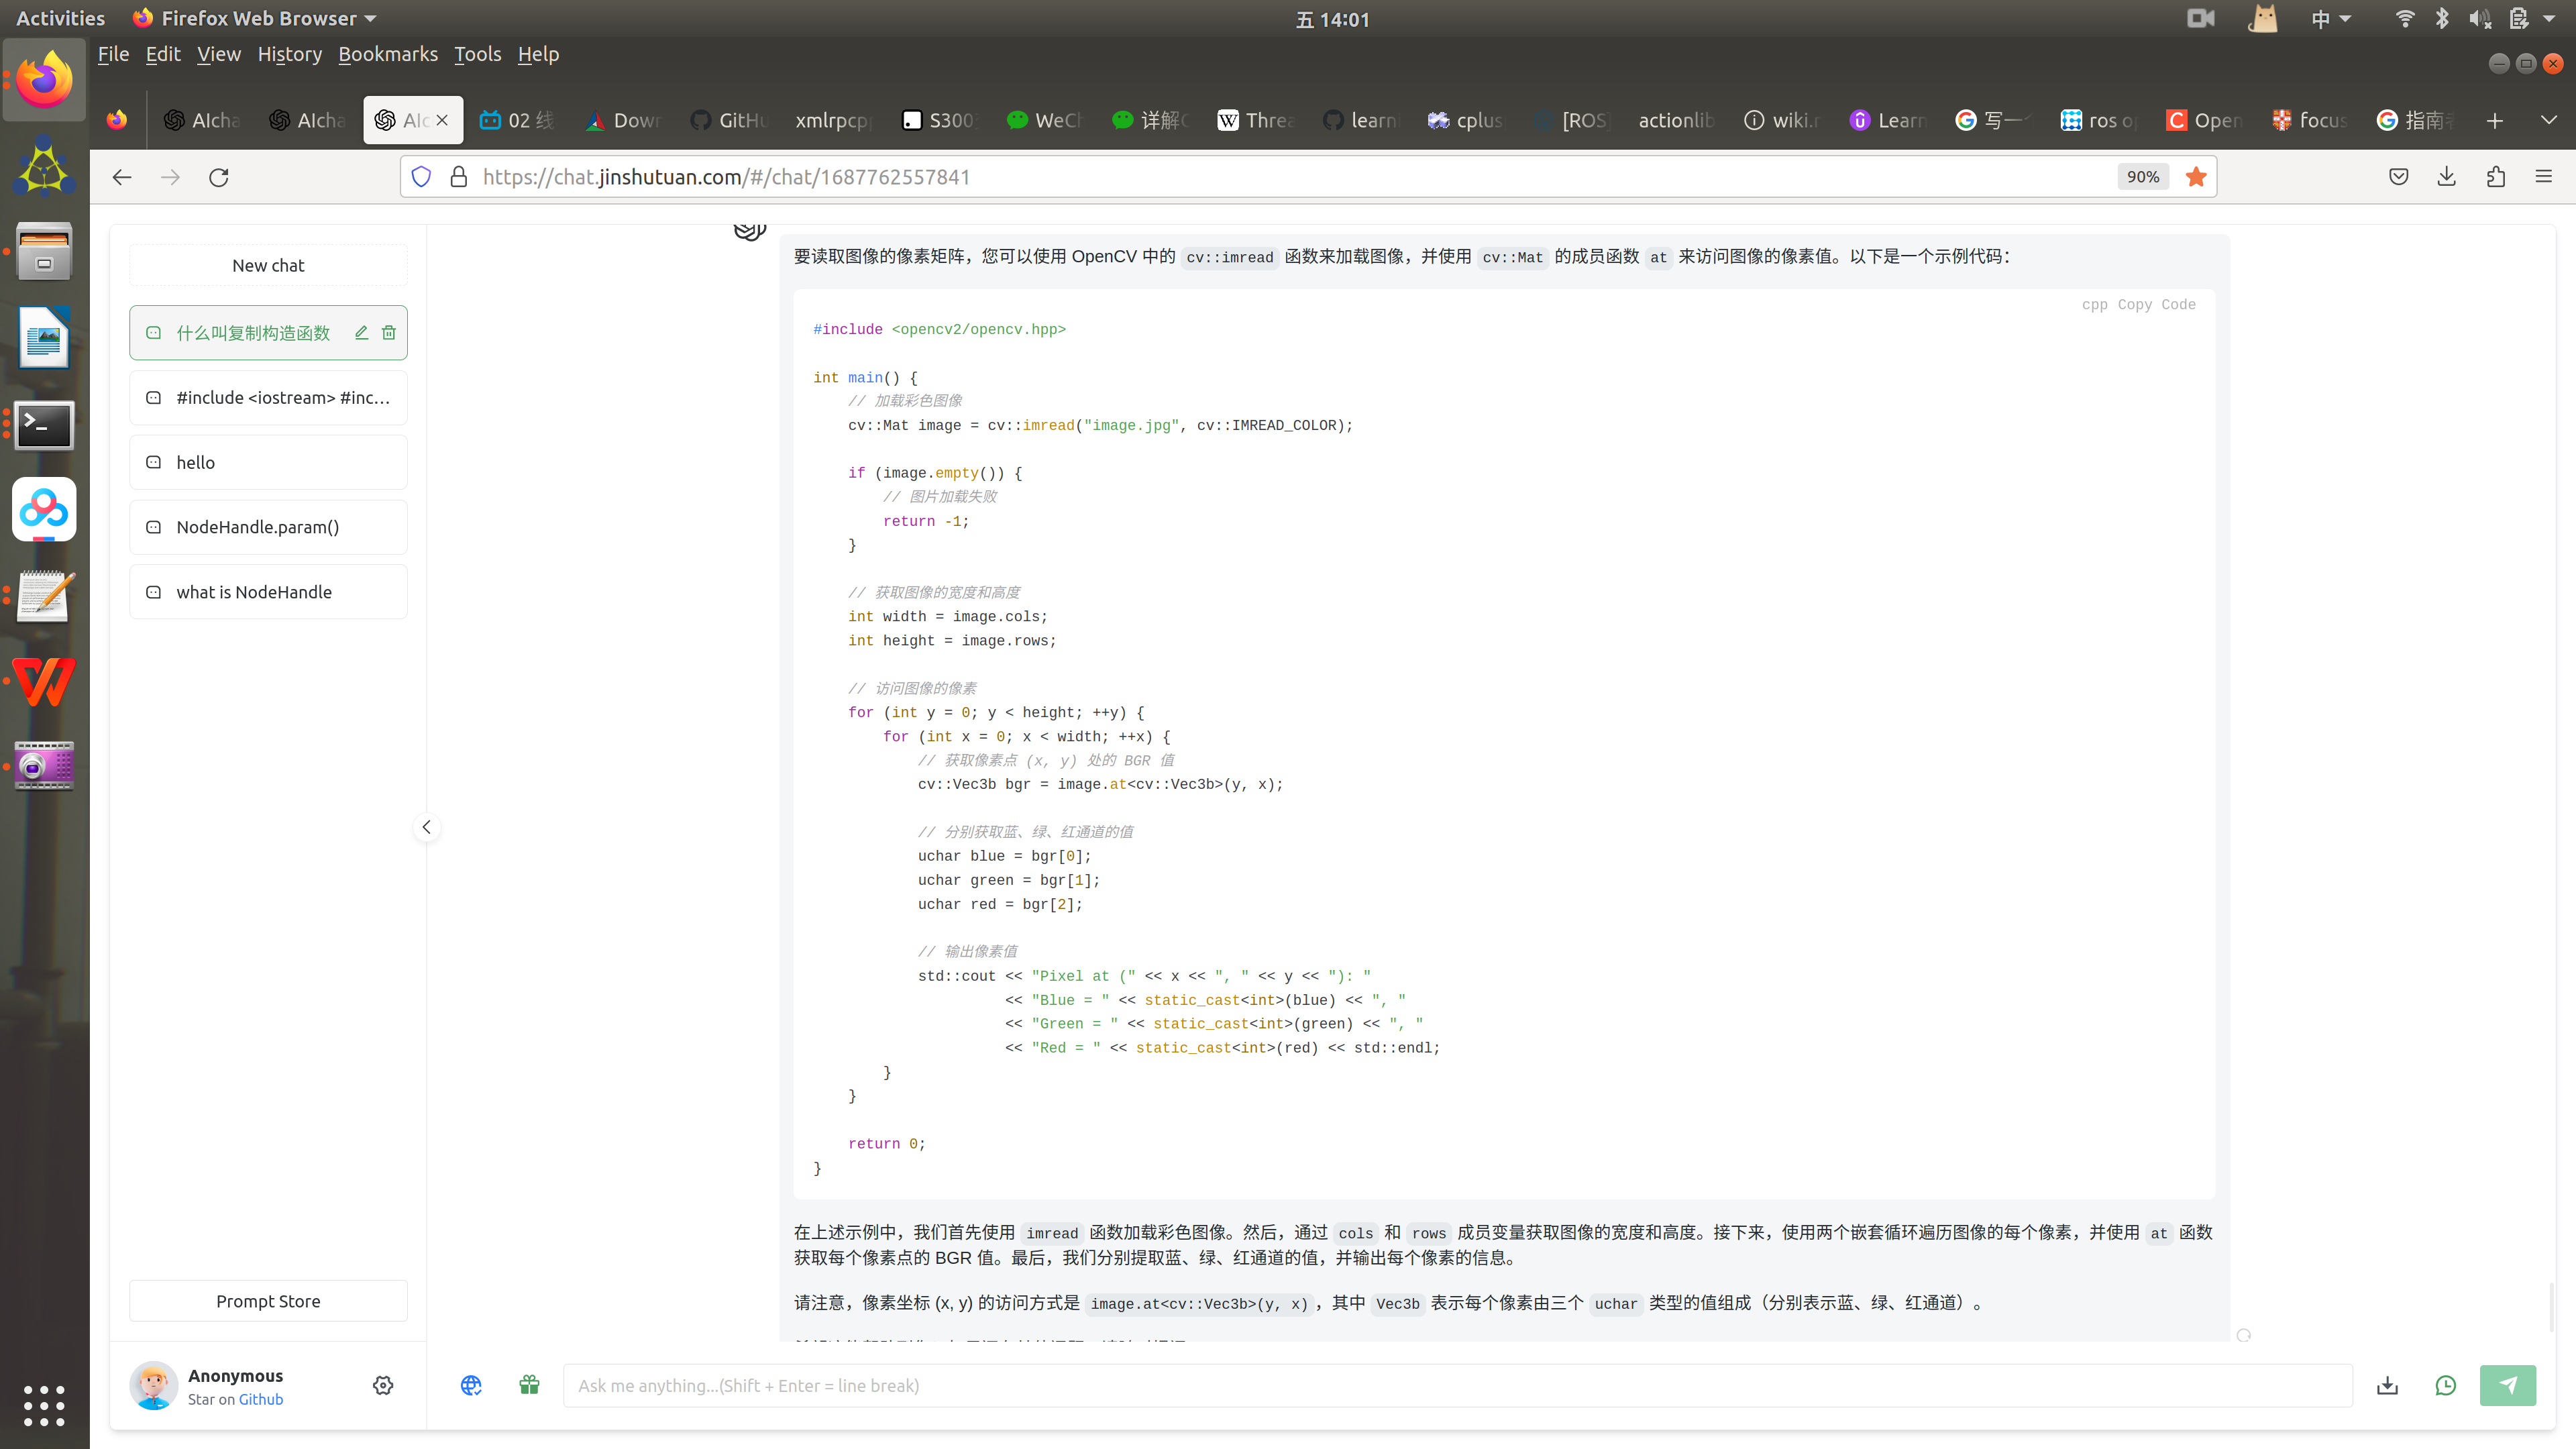 Activities Firefox Web Browser 五 14:01 中
File Edit View History Bookmarks Tools Help
AIcha AIcha AIc 02 线 Down GitHu xmlrpcpp S300 WeCh 详解C Threa learn cplus [ROS] actionlib wiki.r Learn 写一个 ros op Open focus 指南者
https://chat.jinshutuan.com/#/chat/1687762557841 90%
New chat
什么叫复制构造函数
#include <iostream> #inc...
hello
NodeHandle.param()
what is NodeHandle
Prompt Store
Anonymous
Star on Github
要读取图像的像素矩阵，您可以使用 OpenCV 中的 cv::imread 函数来加载图像，并使用 cv::Mat 的成员函数 at 来访问图像的像素值。以下是一个示例代码：
cpp Copy Code
#include <opencv2/opencv.hpp>
int main() {
// 加载彩色图像
cv::Mat image = cv::imread("image.jpg", cv::IMREAD_COLOR);
if (image.empty()) {
// 图片加载失败
return -1;
}
// 获取图像的宽度和高度
int width = image.cols;
int height = image.rows;
// 访问图像的像素
for (int y = 0; y < height; ++y) {
for (int x = 0; x < width; ++x) {
// 获取像素点 (x, y) 处的 BGR 值
cv::Vec3b bgr = image.at<cv::Vec3b>(y, x);
// 分别获取蓝、绿、红通道的值
uchar blue = bgr[0];
uchar green = bgr[1];
uchar red = bgr[2];
// 输出像素值
std::cout << "Pixel at (" << x << ", " << y << "): "
<< "Blue = " << static_cast<int>(blue) << ", "
<< "Green = " << static_cast<int>(green) << ", "
<< "Red = " << static_cast<int>(red) << std::endl;
}
}
return 0;
}
在上述示例中，我们首先使用 imread 函数加载彩色图像。然后，通过 cols 和 rows 成员变量获取图像的宽度和高度。接下来，使用两个嵌套循环遍历图像的每个像素，并使用 at 函数
获取每个像素点的 BGR 值。最后，我们分别提取蓝、绿、红通道的值，并输出每个像素的信息。
请注意，像素坐标 (x, y) 的访问方式是 image.at<cv::Vec3b>(y, x)，其中 Vec3b 表示每个像素由三个 uchar 类型的值组成（分别表示蓝、绿、红通道）。
Ask me anything...(Shift + Enter = line break)